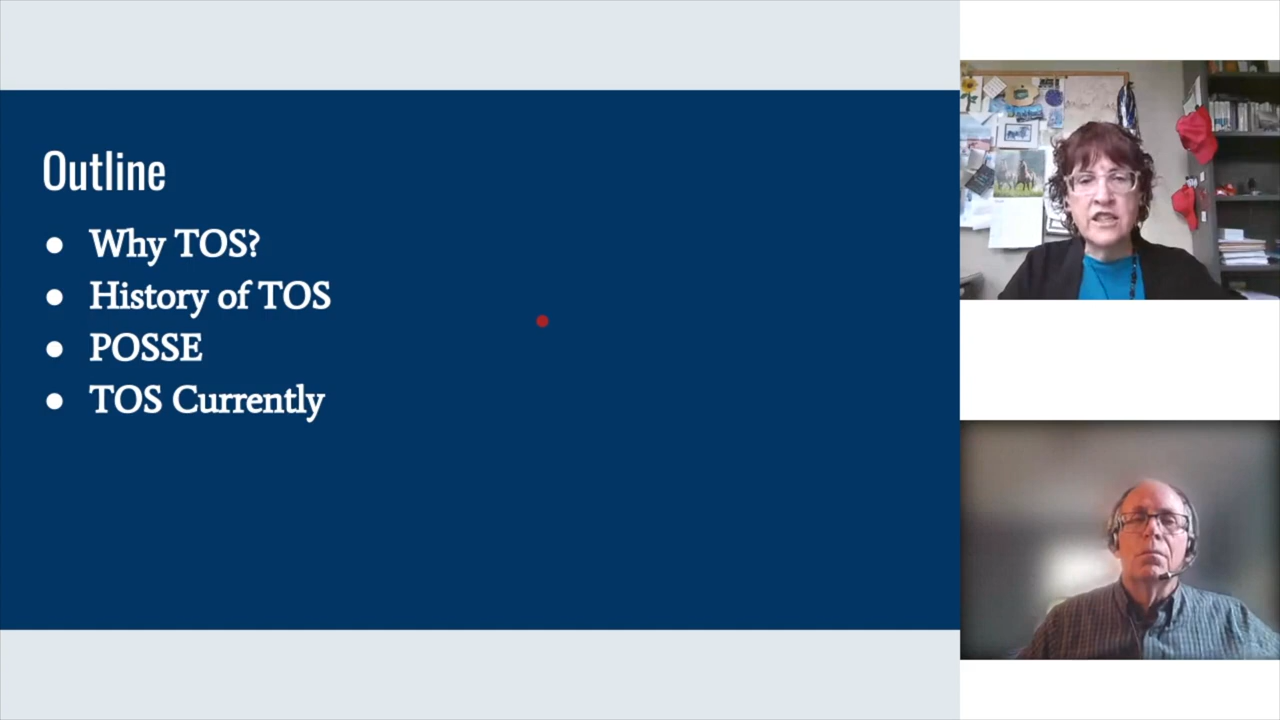 Outline
● Why TOS?
● History of TOS
● POSSE
● TOS Currently